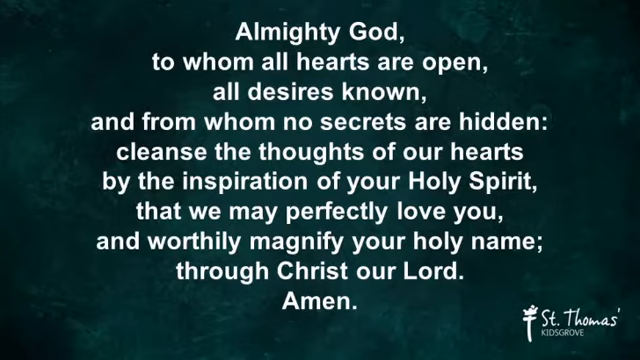 Almighty God,
to whom all hearts are open,
all desires known,
and from whom no secrets are hidden:
cleanse the thoughts of our hearts
by the inspiration of your Holy Spirit,
that we may perfectly love you,
and worthily magnify your holy name;
through Christ our Lord.
Amen.
St. Thomas'
KIDSGROVE